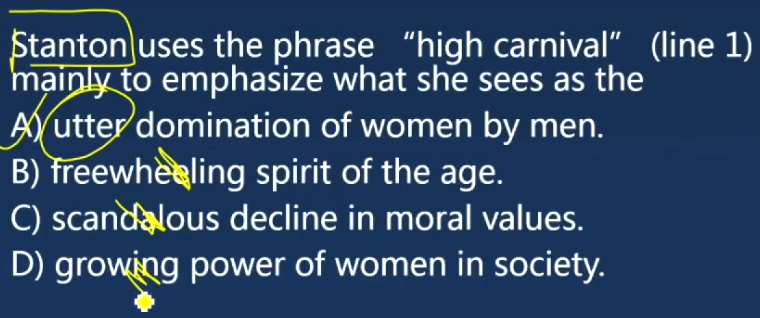 Stanton uses the phrase “high carnival” (line 1)
mainly to emphasize what she sees as the
A) utter domination of women by men.
B) freewheeling spirit of the age.
C) scandalous decline in moral values.
D) growing power of women in society.